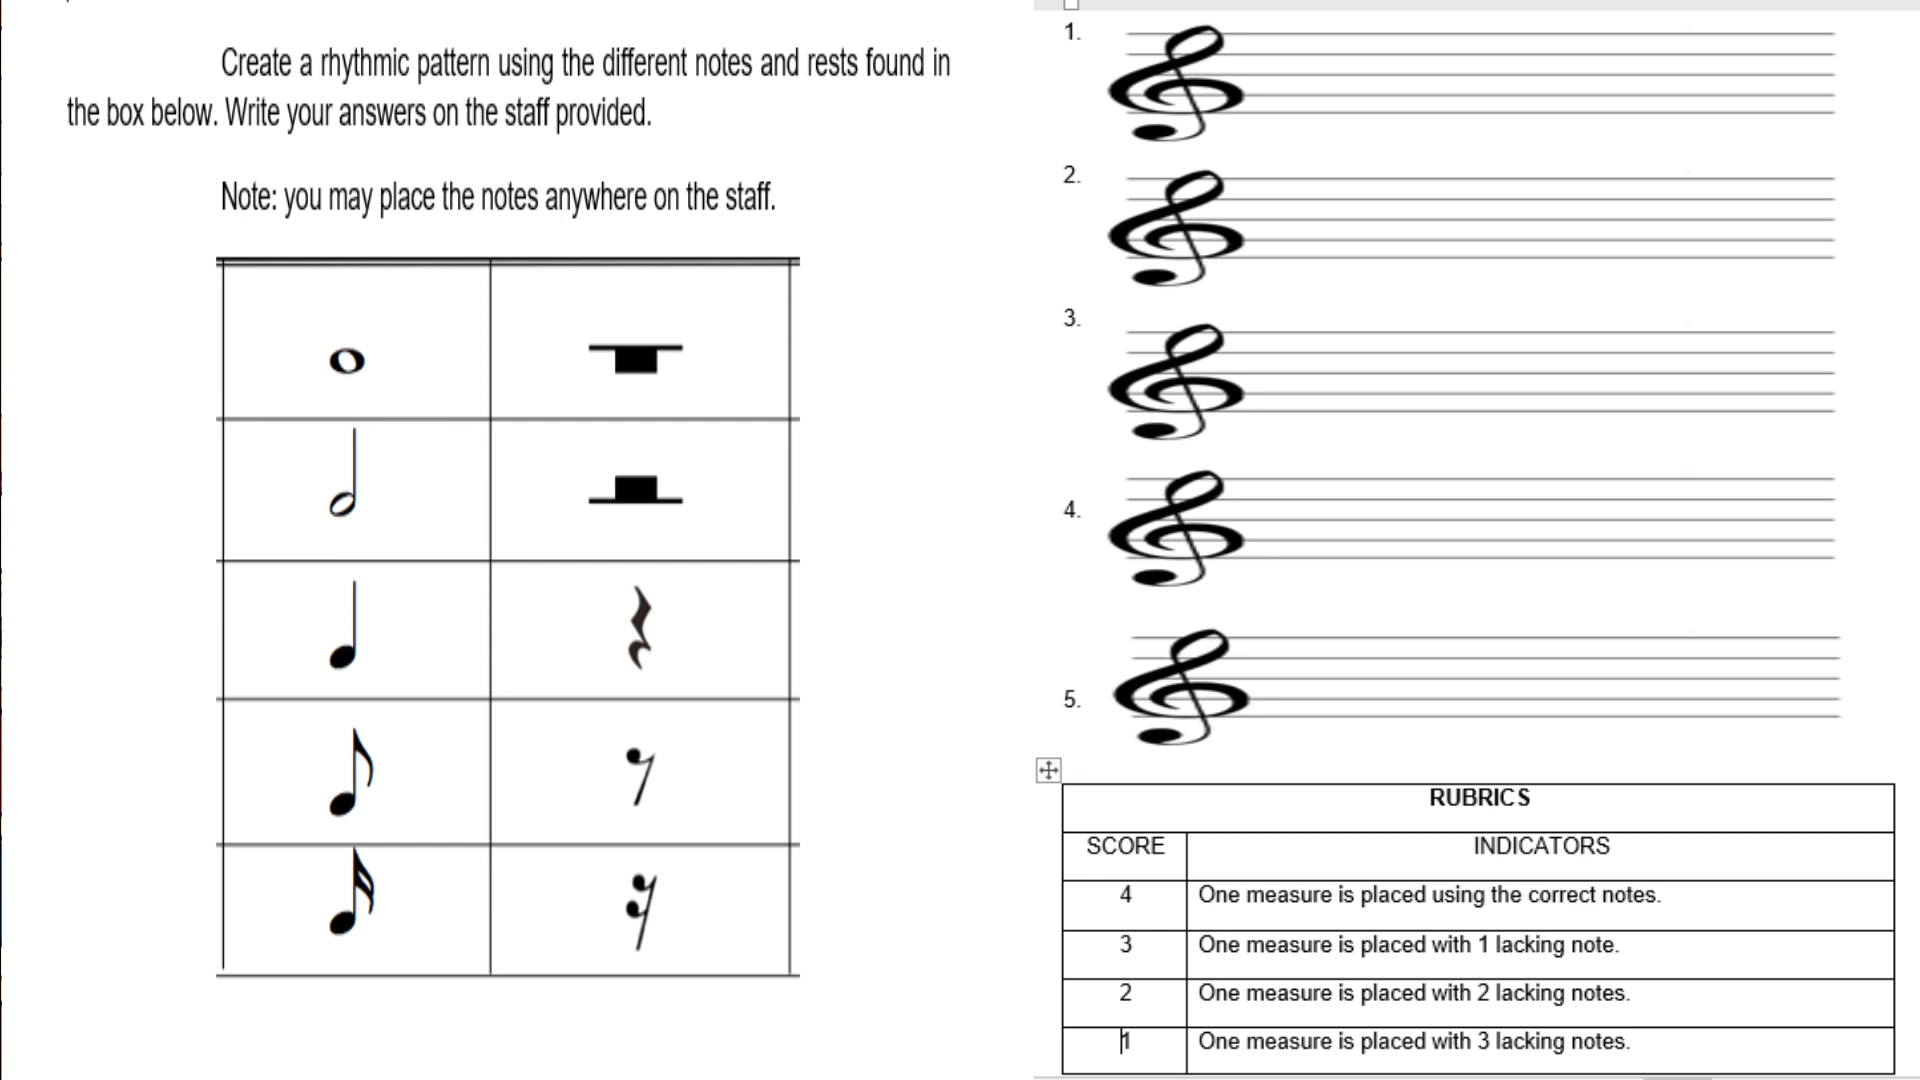 Create a rhythmic pattern using the different notes and rests found in
the box below. Write your answers on the staff provided.
Note: you may place the notes anywhere on the staff.
1.
2.
3.
4.
5.
RUBRICS
SCORE INDICATORS
4 One measure is placed using the correct notes.
3 One measure is placed with 1 lacking note.
2 One measure is placed with 2 lacking notes.
1 One measure is placed with 3 lacking notes.